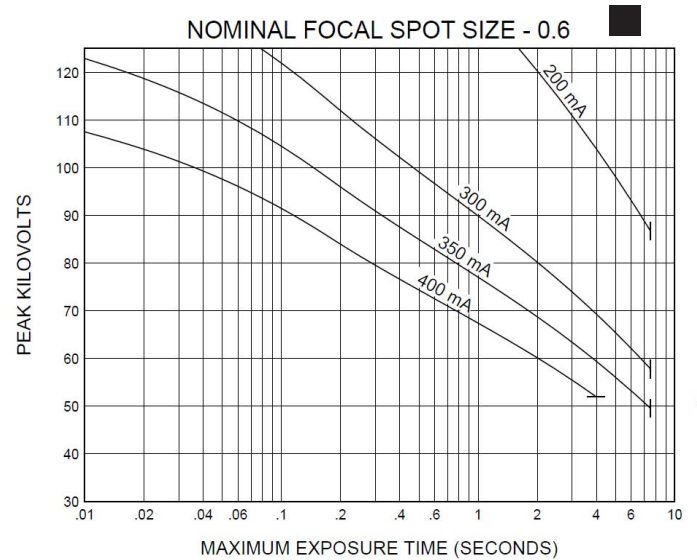 NOMINAL FOCAL SPOT SIZE - 0.6
PEAK KILOVOLTS
120
110
100
90
80
70
60
50
40
30
200 mA
300 mA
350 mA
400 mA
.01 .02 .04 .06 .1 .2 .4 .6 1 2 4 6 10
MAXIMUM EXPOSURE TIME (SECONDS)